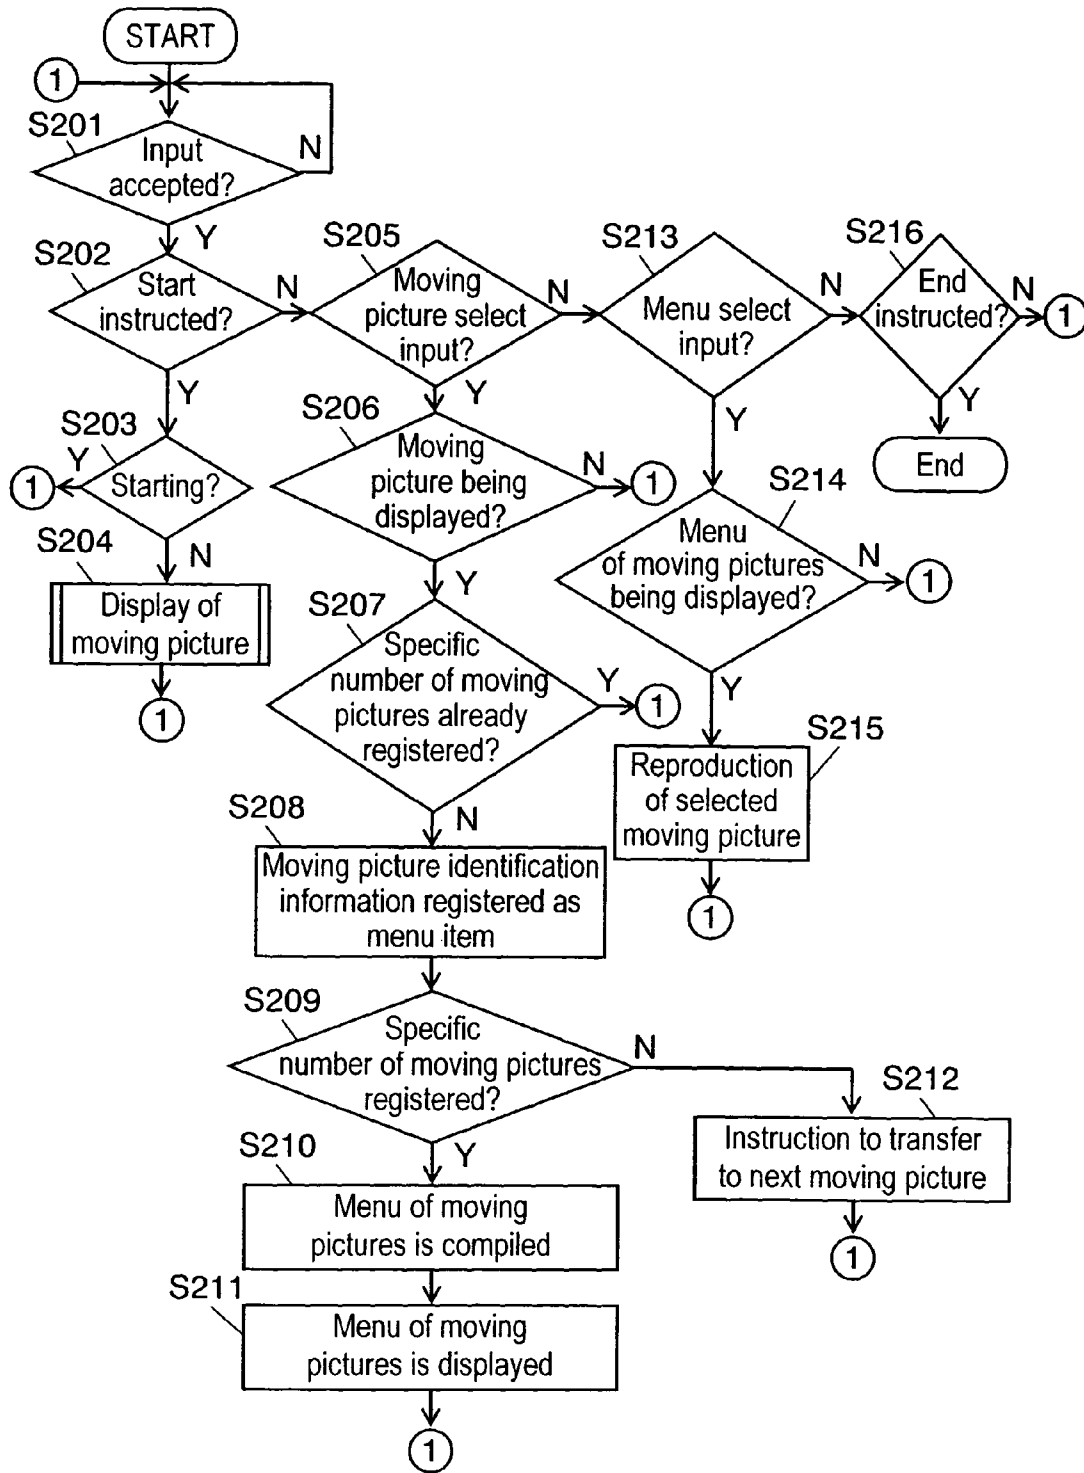 START
1
S201
Input
accepted?
N
Y
S202
Start
instructed?
N
Y
S203
Starting?
Y
1
N
S204
Display of
moving picture
1
S205
Moving
picture select
input?
N
Y
S206
Moving
picture being
displayed?
N
1
Y
S207
Specific
number of moving
pictures already
registered?
Y
1
N
S208
Moving picture identification
information registered as
menu item
S209
Specific
number of moving pictures
registered?
N
Y
S210
Menu of moving
pictures is compiled
S211
Menu of moving
pictures is displayed
1
S212
Instruction to transfer
to next moving picture
1
S213
Menu select
input?
N
Y
S214
Menu
of moving pictures
being displayed?
N
1
Y
S215
Reproduction
of selected
moving picture
1
S216
End
instructed?
N
1
Y
End